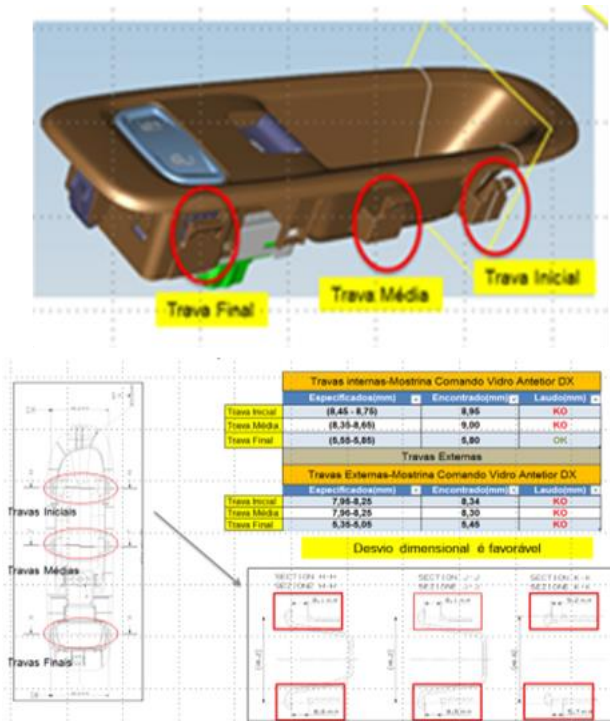 Trava Final
Trava Média
Trava Inicial
Travas internas-Mostrina Comando Vidro Antetior DX
Especificados(mm) Encontrado(mm) Laudo(mm)
Trava Inicial (8,45 - 8,75) 8,95 KO
Trava Média (8,35-8,65) 9,00 KO
Trava Final (5,55-5,85) 5,80 OK
Travas Externas
Travas Externas-Mostrina Comando Vidro Antetior DX
Especificados(mm) Encontrado(mm) Laudo(mm)
Trava Inicial 7,95-8,25 8,34 KO
Trava Média 7,95-8,25 8,30 KO
Trava Final 5,35-5,05 5,45 KO
Desvio dimensional é favorável
Travas Iniciais
Travas Médias
Travas Finais
SECTION H-H SECTION J-J SECTION K-K
SEZIONE H-H SEZIONE J-J SEZIONE K-K